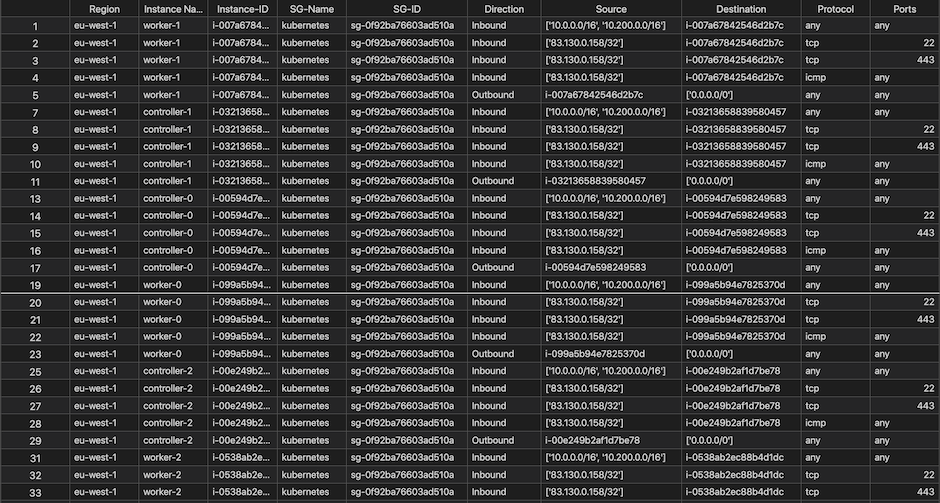 Region Instance Na... Instance-ID SG-Name SG-ID Direction Source Destination Protocol Ports
1 eu-west-1 worker-1 i-007a6784... kubernetes sg-0f92ba76603ad510a Inbound ['10.0.0.0/16', '10.200.0.0/16'] i-007a67842546d2b7c any any
2 eu-west-1 worker-1 i-007a6784... kubernetes sg-0f92ba76603ad510a Inbound ['83.130.0.158/32'] i-007a67842546d2b7c tcp 22
3 eu-west-1 worker-1 i-007a6784... kubernetes sg-0f92ba76603ad510a Inbound ['83.130.0.158/32'] i-007a67842546d2b7c tcp 443
4 eu-west-1 worker-1 i-007a6784... kubernetes sg-0f92ba76603ad510a Inbound ['83.130.0.158/32'] i-007a67842546d2b7c icmp any
5 eu-west-1 worker-1 i-007a6784... kubernetes sg-0f92ba76603ad510a Outbound i-007a67842546d2b7c ['0.0.0.0/0'] any any
7 eu-west-1 controller-1 i-03213658... kubernetes sg-0f92ba76603ad510a Inbound ['10.0.0.0/16', '10.200.0.0/16'] i-03213658839580457 any any
8 eu-west-1 controller-1 i-03213658... kubernetes sg-0f92ba76603ad510a Inbound ['83.130.0.158/32'] i-03213658839580457 tcp 22
9 eu-west-1 controller-1 i-03213658... kubernetes sg-0f92ba76603ad510a Inbound ['83.130.0.158/32'] i-03213658839580457 tcp 443
10 eu-west-1 controller-1 i-03213658... kubernetes sg-0f92ba76603ad510a Inbound ['83.130.0.158/32'] i-03213658839580457 icmp any
11 eu-west-1 controller-1 i-03213658... kubernetes sg-0f92ba76603ad510a Outbound i-03213658839580457 ['0.0.0.0/0'] any any
13 eu-west-1 controller-0 i-00594d7e... kubernetes sg-0f92ba76603ad510a Inbound ['10.0.0.0/16', '10.200.0.0/16'] i-00594d7e598249583 any any
14 eu-west-1 controller-0 i-00594d7e... kubernetes sg-0f92ba76603ad510a Inbound ['83.130.0.158/32'] i-00594d7e598249583 tcp 22
15 eu-west-1 controller-0 i-00594d7e... kubernetes sg-0f92ba76603ad510a Inbound ['83.130.0.158/32'] i-00594d7e598249583 tcp 443
16 eu-west-1 controller-0 i-00594d7e... kubernetes sg-0f92ba76603ad510a Inbound ['83.130.0.158/32'] i-00594d7e598249583 icmp any
17 eu-west-1 controller-0 i-00594d7e... kubernetes sg-0f92ba76603ad510a Outbound i-00594d7e598249583 ['0.0.0.0/0'] any any
19 eu-west-1 worker-0 i-099a5b94... kubernetes sg-0f92ba76603ad510a Inbound ['10.0.0.0/16', '10.200.0.0/16'] i-099a5b94e7825370d any any
20 eu-west-1 worker-0 i-099a5b94... kubernetes sg-0f92ba76603ad510a Inbound ['83.130.0.158/32'] i-099a5b94e7825370d tcp 22
21 eu-west-1 worker-0 i-099a5b94... kubernetes sg-0f92ba76603ad510a Inbound ['83.130.0.158/32'] i-099a5b94e7825370d tcp 443
22 eu-west-1 worker-0 i-099a5b94... kubernetes sg-0f92ba76603ad510a Inbound ['83.130.0.158/32'] i-099a5b94e7825370d icmp any
23 eu-west-1 worker-0 i-099a5b94... kubernetes sg-0f92ba76603ad510a Outbound i-099a5b94e7825370d ['0.0.0.0/0'] any any
25 eu-west-1 controller-2 i-00e249b2... kubernetes sg-0f92ba76603ad510a Inbound ['10.0.0.0/16', '10.200.0.0/16'] i-00e249b2af1d7be78 any any
26 eu-west-1 controller-2 i-00e249b2... kubernetes sg-0f92ba76603ad510a Inbound ['83.130.0.158/32'] i-00e249b2af1d7be78 tcp 22
27 eu-west-1 controller-2 i-00e249b2... kubernetes sg-0f92ba76603ad510a Inbound ['83.130.0.158/32'] i-00e249b2af1d7be78 tcp 443
28 eu-west-1 controller-2 i-00e249b2... kubernetes sg-0f92ba76603ad510a Inbound ['83.130.0.158/32'] i-00e249b2af1d7be78 icmp any
29 eu-west-1 controller-2 i-00e249b2... kubernetes sg-0f92ba76603ad510a Outbound i-00e249b2af1d7be78 ['0.0.0.0/0'] any any
31 eu-west-1 worker-2 i-0538ab2e... kubernetes sg-0f92ba76603ad510a Inbound ['10.0.0.0/16', '10.200.0.0/16'] i-0538ab2ec88b4d1dc any any
32 eu-west-1 worker-2 i-0538ab2e... kubernetes sg-0f92ba76603ad510a Inbound ['83.130.0.158/32'] i-0538ab2ec88b4d1dc tcp 22
33 eu-west-1 worker-2 i-0538ab2e... kubernetes sg-0f92ba76603ad510a Inbound ['83.130.0.158/32'] i-0538ab2ec88b4d1dc tcp 443